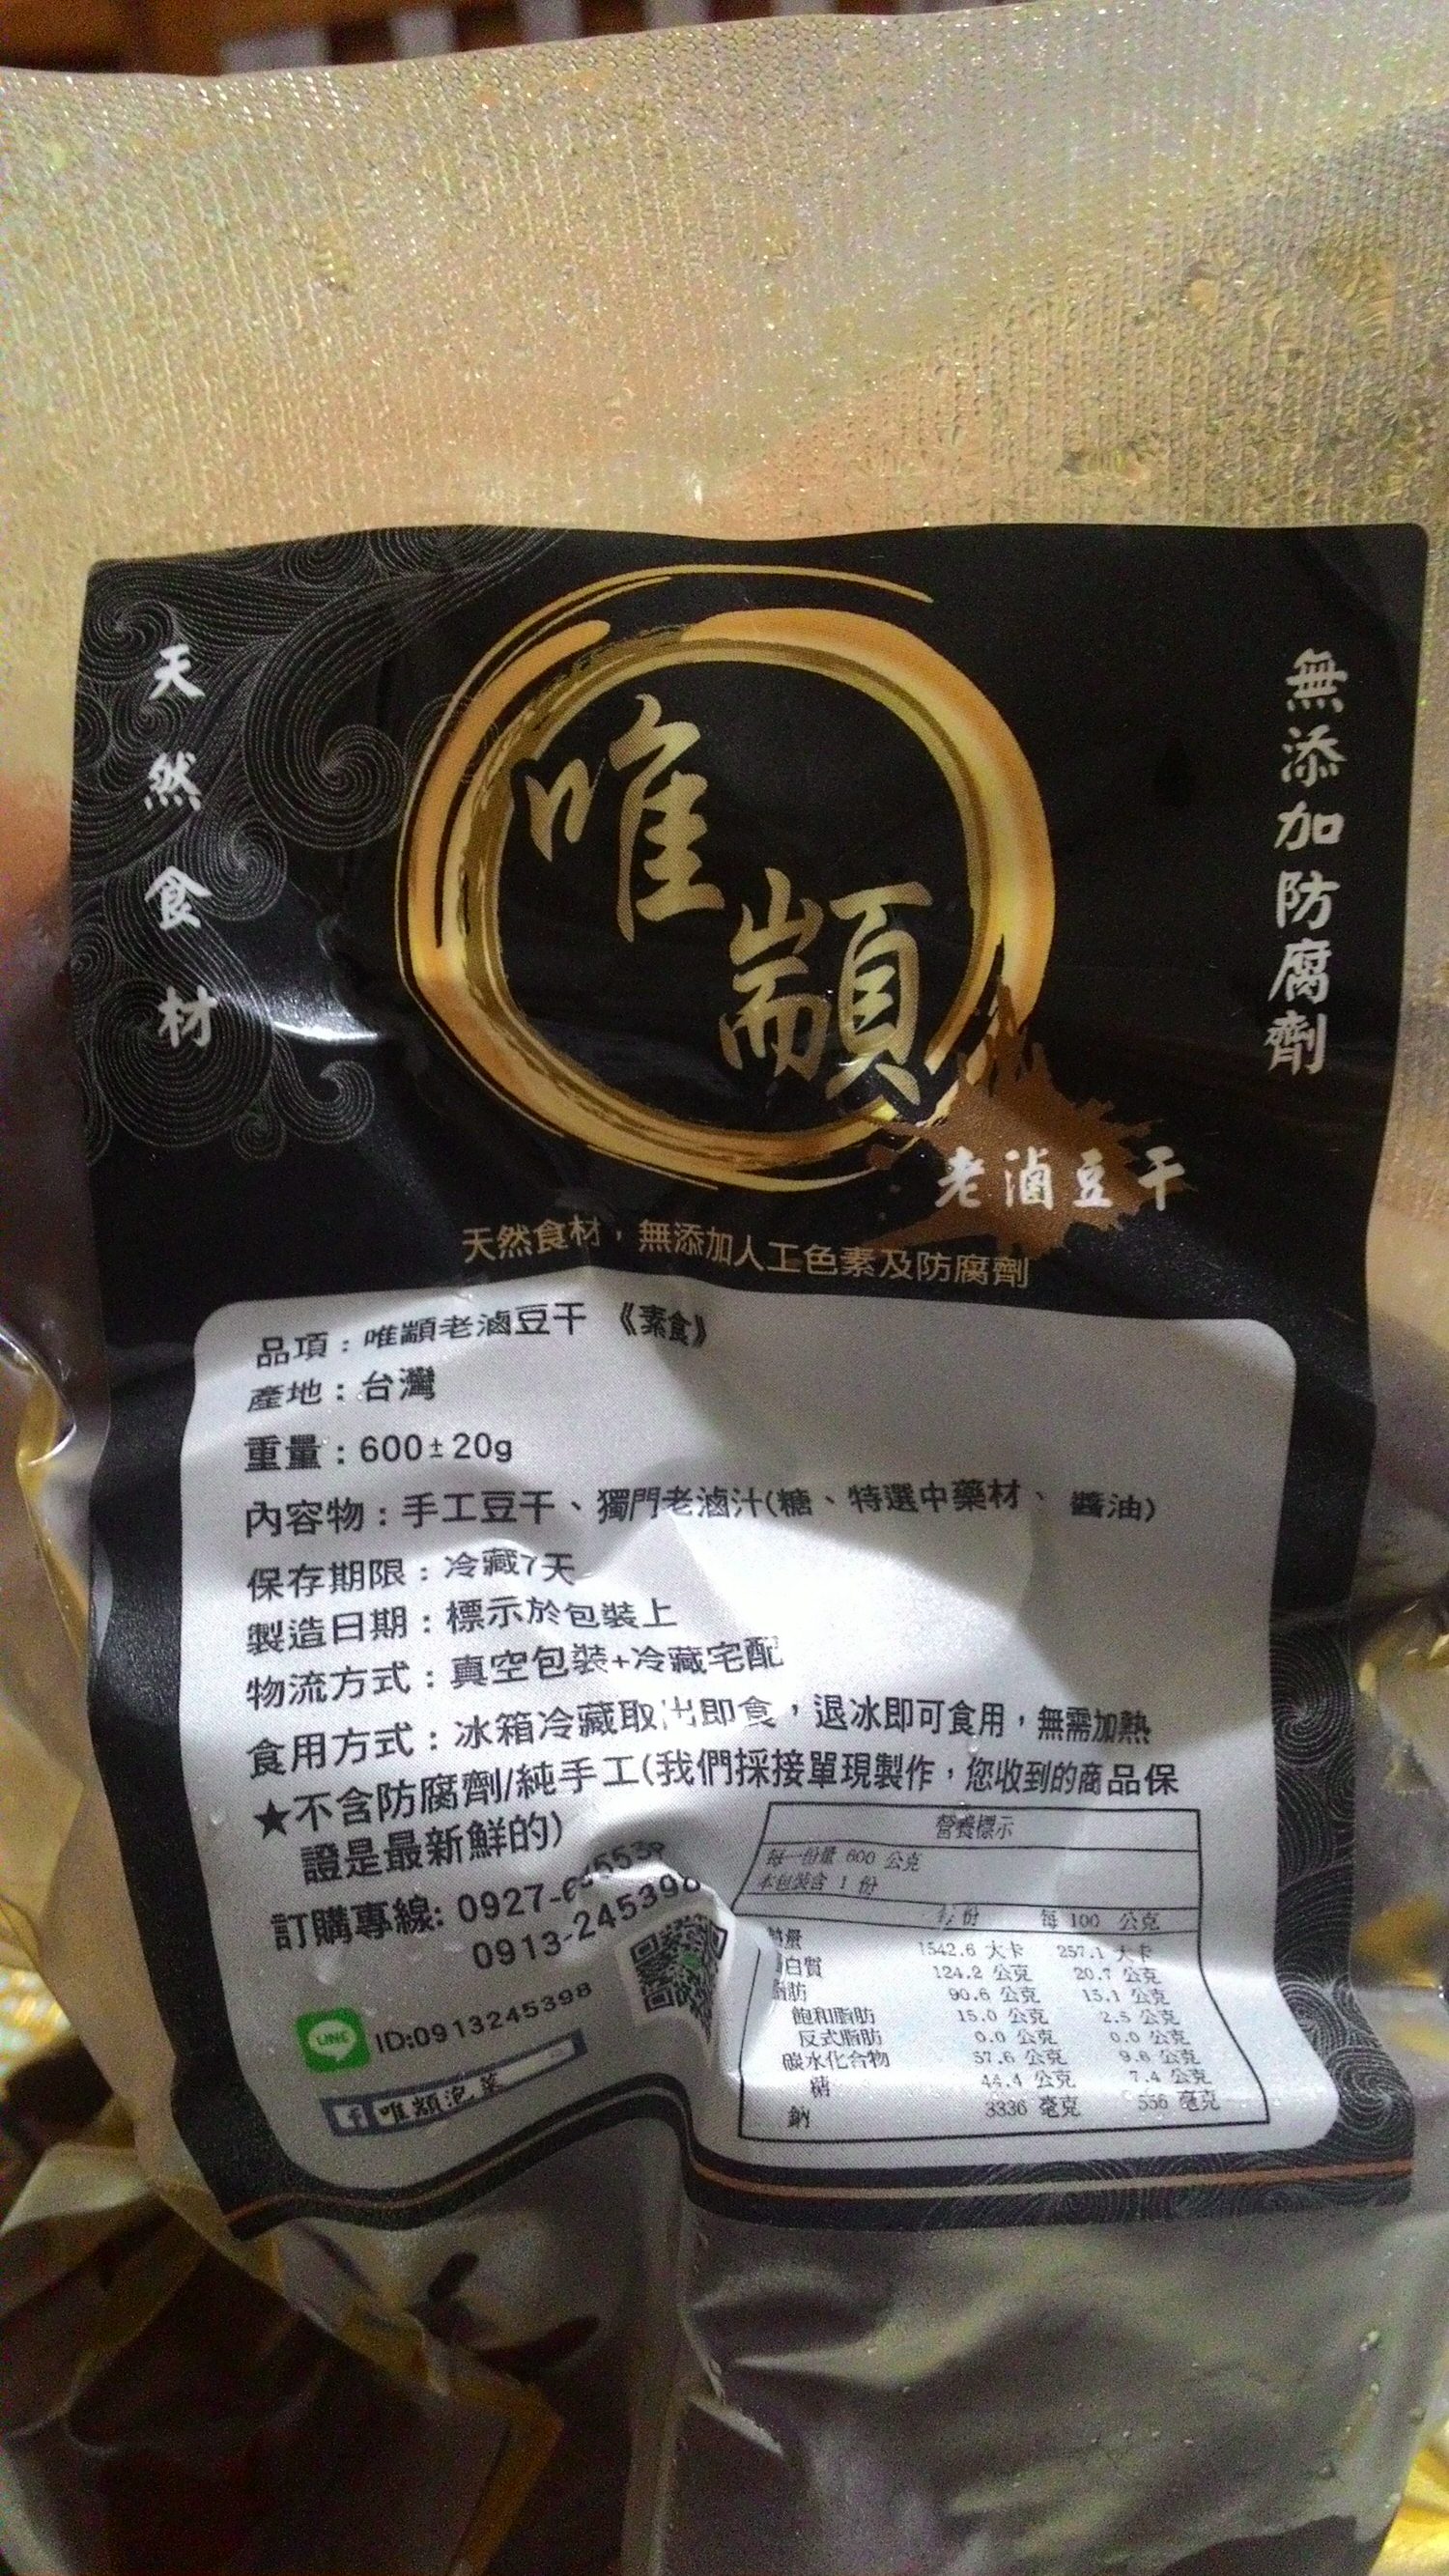 天然食材
無添加防腐劑
唯顓
老滷豆干
天然食材，無添加人工色素及防腐劑
品項：唯顓老滷豆干 《素食》
產地：台灣
重量：600±20g
內容物：手工豆干、獨門老滷汁(糖、特選中藥材、醬油)
保存期限：冷藏7天
製造日期：標示於包裝上
物流方式：真空包裝+冷藏宅配
食用方式：冰箱冷藏取出即食，退冰即可食用，無需加熱
★不含防腐劑/純手工(我們採接單現製作，您收到的商品保
證是最新鮮的)
訂購專線: 0927-
0913-245398
LINE ID:0913245398
f 唯顓泡菜
營養標示
每一份量 600 公克
本包裝含 1 份
每份 每 100 公克
熱量 1542.6 大卡 257.1 大卡
蛋白質 124.2 公克 20.7 公克
脂肪 90.6 公克 15.1 公克
飽和脂肪 15.0 公克 2.5 公克
反式脂肪 0.0 公克 0.0 公克
碳水化合物 57.6 公克 9.6 公克
糖 44.4 公克 7.4 公克
鈉 3336 毫克 556 毫克